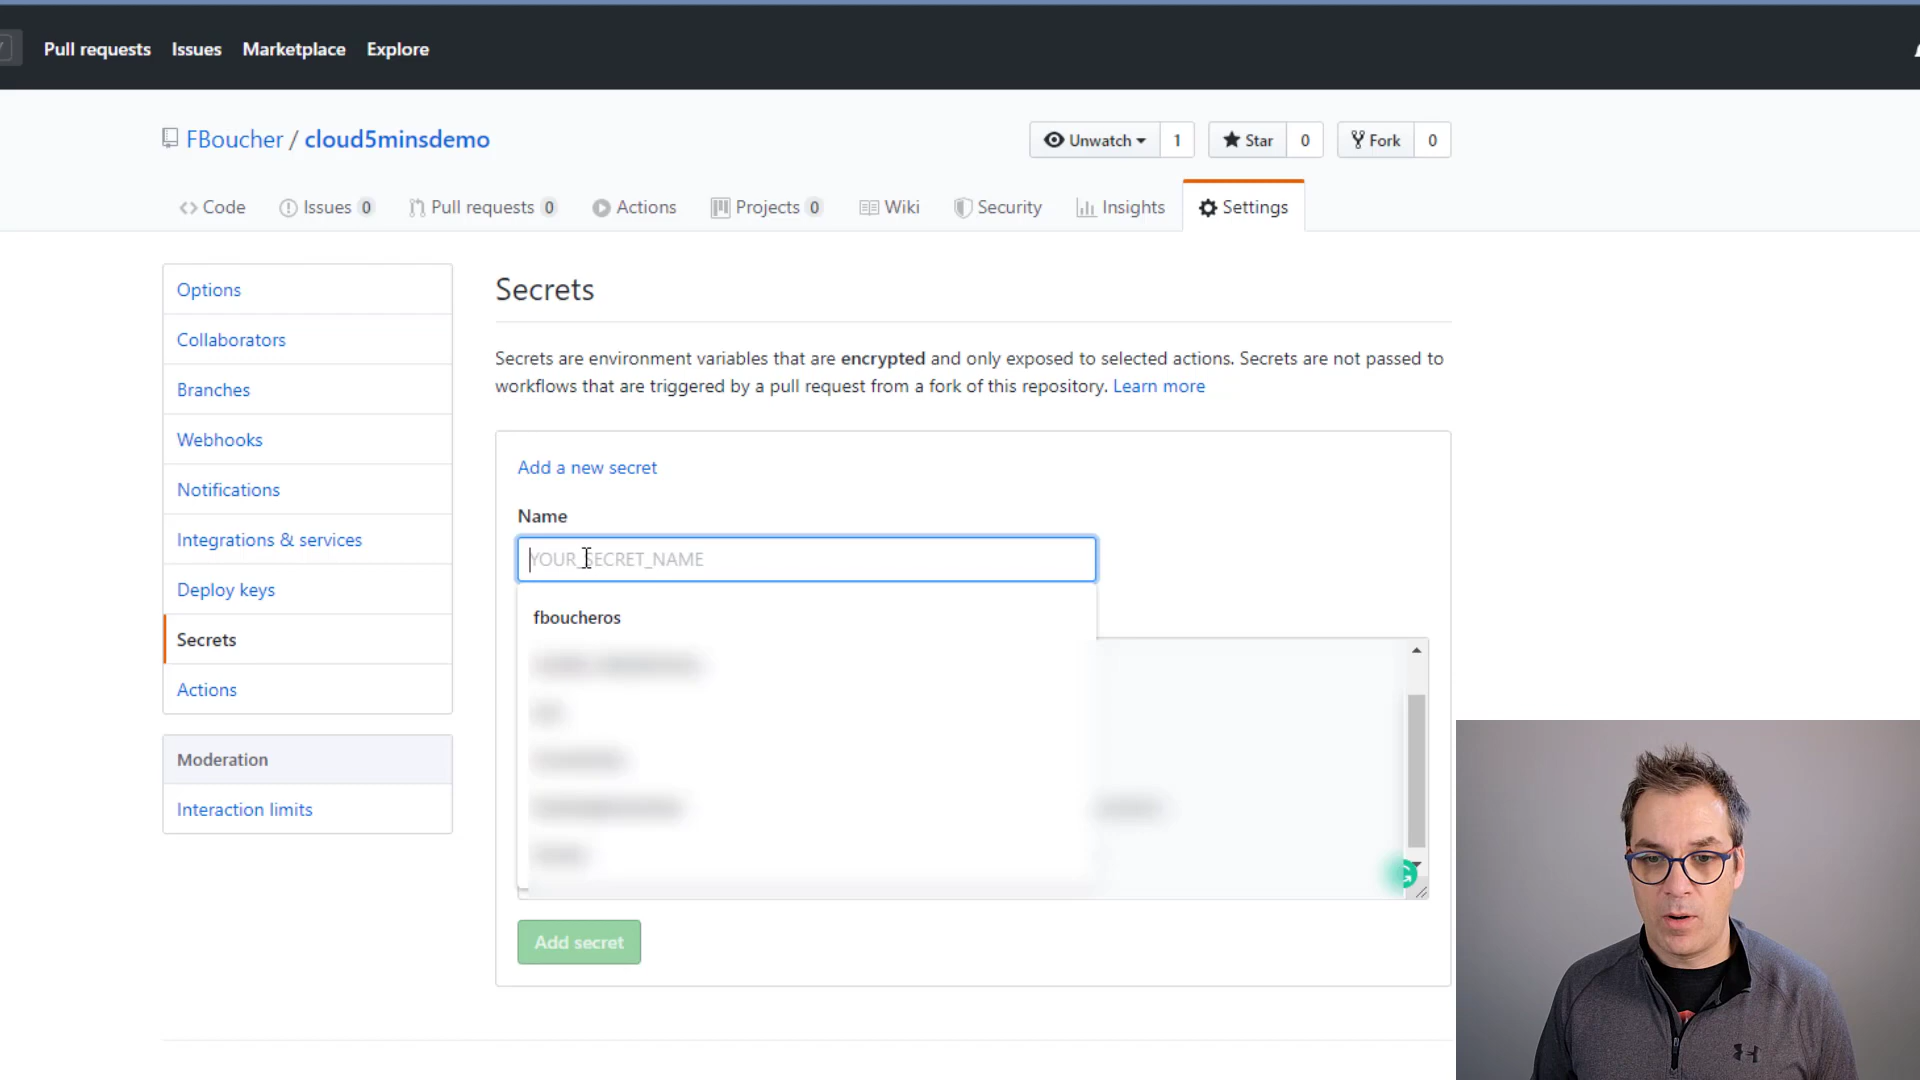 Pull requests Issues Marketplace Explore
FBoucher / cloud5minsdemo
Unwatch 1 Star 0 Fork 0
Code Issues 0 Pull requests 0 Actions Projects 0 Wiki Security Insights Settings
Options
Collaborators
Branches
Webhooks
Notifications
Integrations & services
Deploy keys
Secrets
Actions
Moderation
Interaction limits
Secrets
Secrets are environment variables that are encrypted and only exposed to selected actions. Secrets are not passed to
workflows that are triggered by a pull request from a fork of this repository. Learn more
Add a new secret
Name
YOUR_SECRET_NAME
fboucheros
Add secret